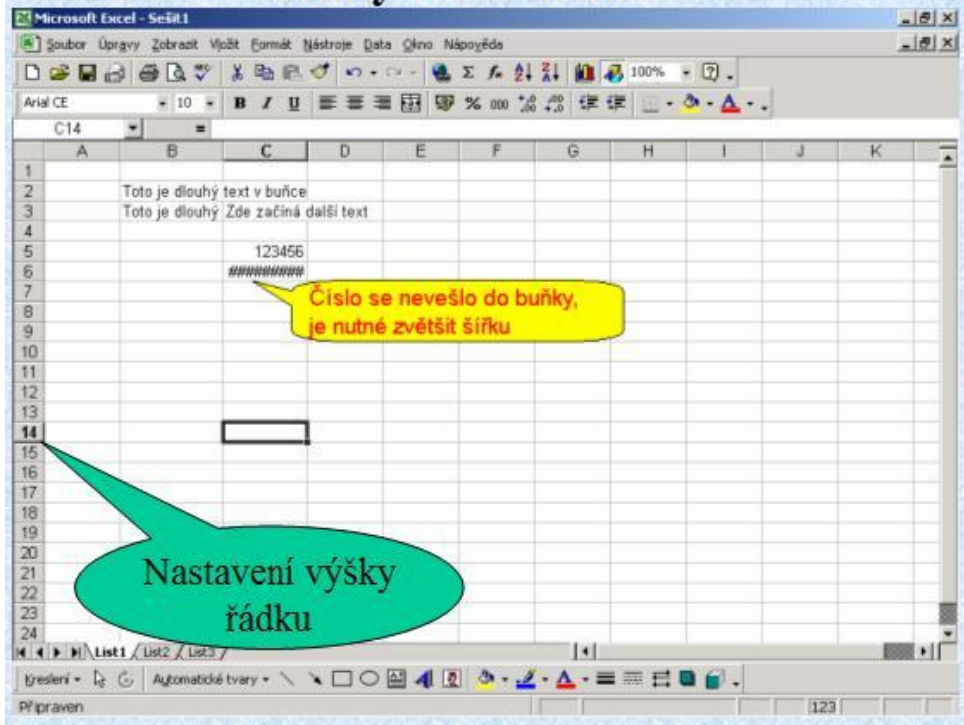 Microsoft Excel - Sešit1
Soubor Úpravy Zobrazit Vložit Formát Nástroje Data Okno Nápověda
100%
Arial CE 10 B I U % 000
C14 =
A B C D E F G H I J K
1
2 Toto je dlouhý text v buňce
3 Toto je dlouhý Zde začíná další text
4
5 123456
6 #########
7
Číslo se nevešlo do buňky,
8
9 je nutné zvětšit šířku
10
11
12
13
14
15
16
17
18
19
20
21 Nastavení výšky
22
23 řádku
24
List1 List2 List3
Kreslení Automatické tvary
Připraven 123